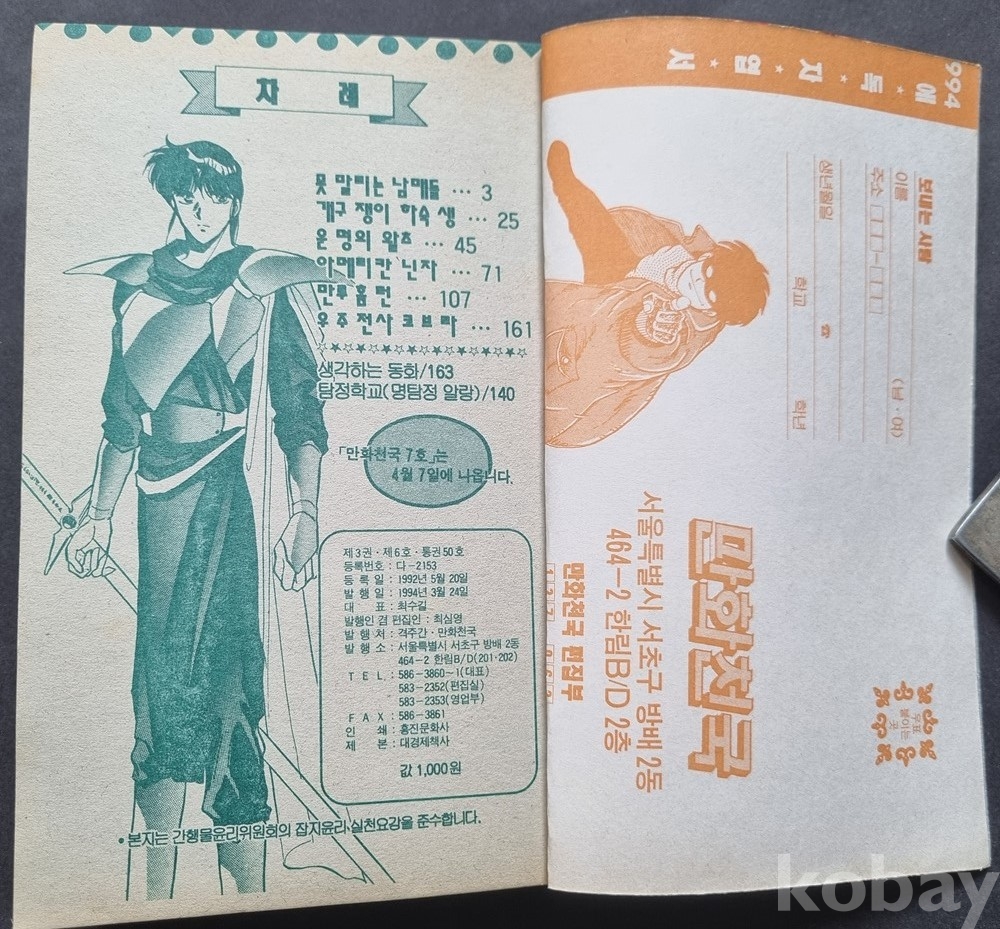 차 례
못 말리는 남매들 … 3
개구 쟁이 하숙 생 … 25
운 명의 왈츠 … 45
아메리칸 닌자 … 71
만루 홈 런 … 107
우주 전사 코브라 … 161
생각하는 동화/163
탐정학교(명탐정 알랑)/140
「만화천국 7호」는
4월 7일에 나옵니다.
제3권·제6호·통권50호
등록번호 : 다-2153
등 록 일 : 1992년 5월 20일
발 행 일 : 1994년 3월 24일
대 표 : 최수길
발행인 겸 편집인 : 최심영
발 행 처 : 격주간·만화천국
발 행 소 : 서울특별시 서초구 방배 2동
464-2 한림B/D(201·202)
TEL : 586-3860~1(대표)
583-2352(편집실)
583-2353(영업부)
FAX : 586-3861
인 쇄 : 흥진문화사
제 본 : 대경제책사
값 1,000원
•본지는 간행물윤리위원회의 잡지윤리 실천요강을 준수합니다.
994 애★독★자★엽★서
보내는 사람
이름 (남·여)
주소 □□□-□□□
☎
생년월일 학교 학년
만화천국
서울특별시 서초구 방배 2동
464-2 한림B/D 2층
만화천국 편집부
우표
붙이는
곳
kobay